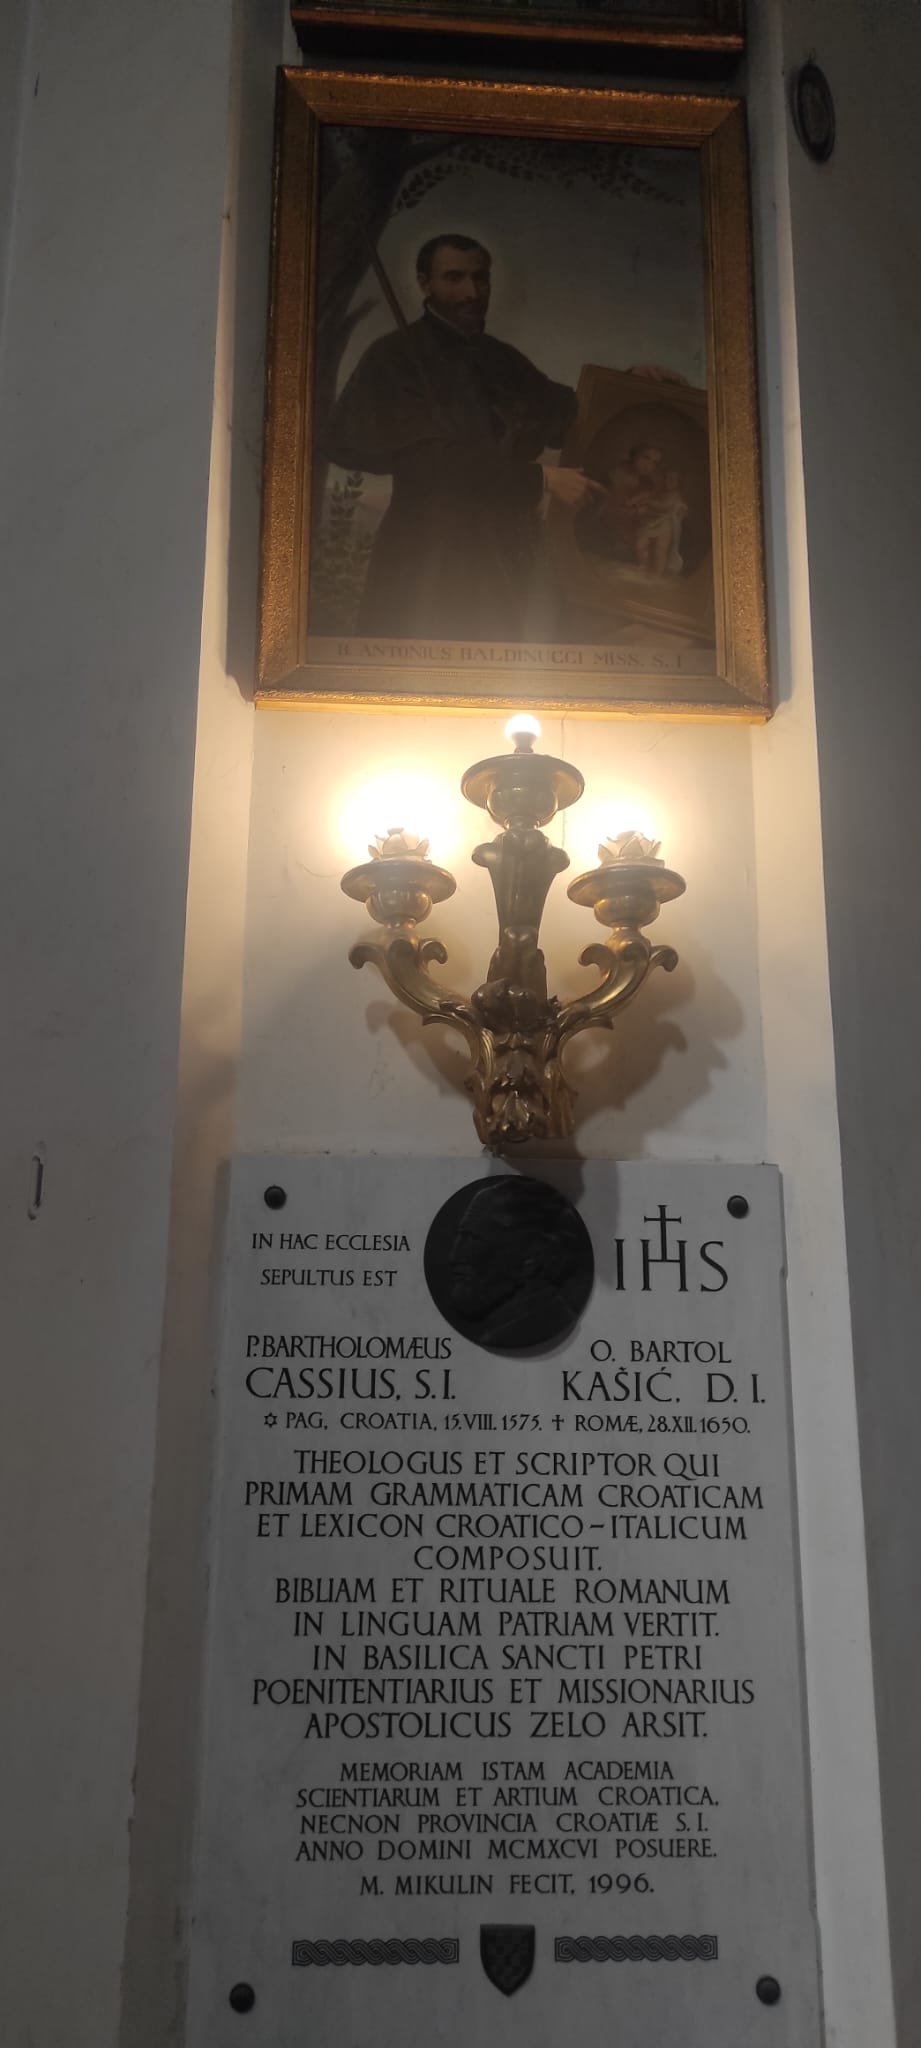 B. ANTONIUS BALDINUCCI MISS. S. I
IN HAC ECCLESIA
SEPULTUS EST
IHS
P. BARTHOLOMÆUS
CASSIUS, S. I.
O. BARTOL
KAŠIĆ, D. I.
✡ PAG, CROATIA, 15.VIII.1575. ✝ ROMÆ, 28.XII.1650.
THEOLOGUS ET SCRIPTOR QUI
PRIMAM GRAMMATICAM CROATICAM
ET LEXICON CROATICO-ITALICUM
COMPOSUIT.
BIBLIAM ET RITUALE ROMANUM
IN LINGUAM PATRIAM VERTIT.
IN BASILICA SANCTI PETRI
POENITENTIARIUS ET MISSIONARIUS
APOSTOLICUS ZELO ARSIT.
MEMORIAM ISTAM ACADEMIA
SCIENTIARUM ET ARTIUM CROATICA,
NECNON PROVINCIA CROATIÆ S. I.
ANNO DOMINI MCMXCVI POSUERE.
M. MIKULIN FECIT, 1996.